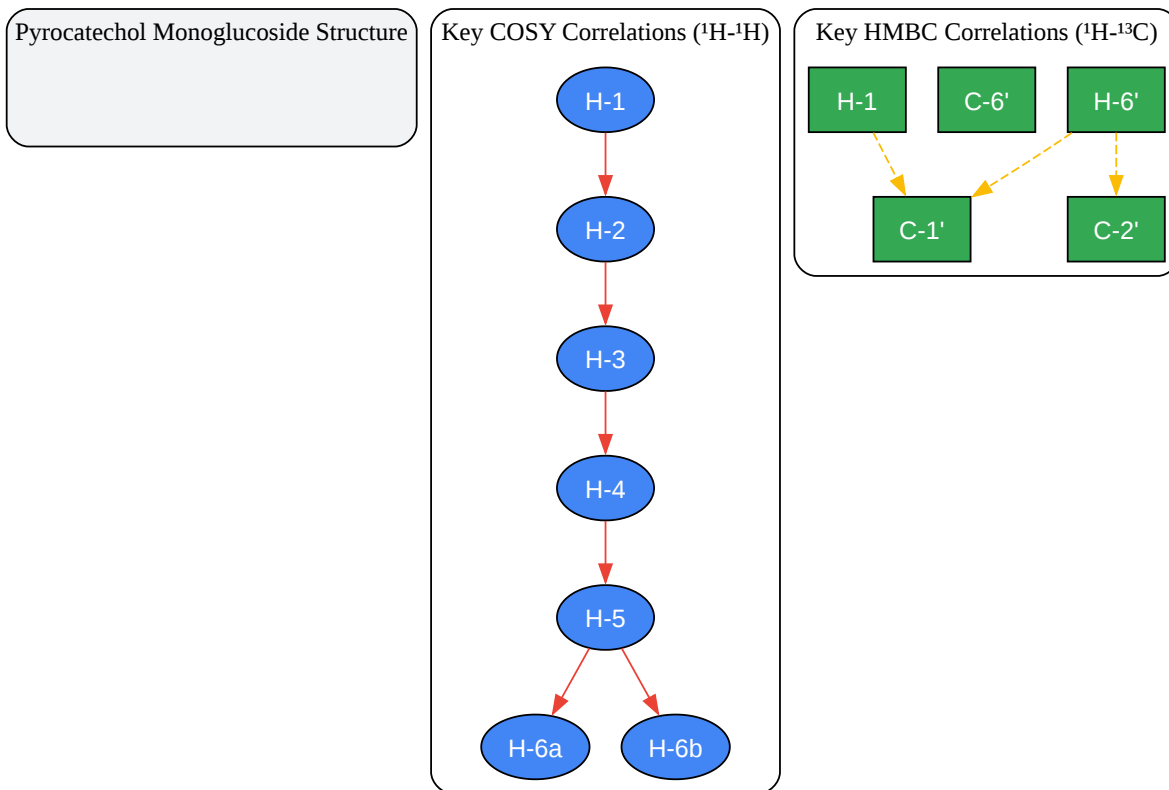 Pyrocatechol Monoglucoside Structure
Key COSY Correlations (¹H-¹H)
H-1
H-2
H-3
H-4
H-5
H-6a
H-6b
Key HMBC Correlations (¹H-¹³C)
H-1
C-6'
H-6'
C-1'
C-2'